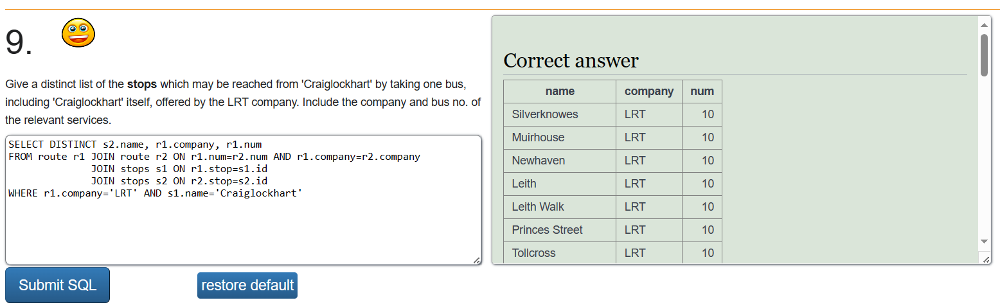 9.
Give a distinct list of the stops which may be reached from 'Craiglockhart' by taking one bus,
including 'Craiglockhart' itself, offered by the LRT company. Include the company and bus no. of
the relevant services.
SELECT DISTINCT s2.name, r1.company, r1.num
FROM route r1 JOIN route r2 ON r1.num=r2.num AND r1.company=r2.company
JOIN stops s1 ON r1.stop=s1.id
JOIN stops s2 ON r2.stop=s2.id
WHERE r1.company='LRT' AND s1.name='Craiglockhart'
Submit SQL restore default
Correct answer
name company num
Silverknowes LRT 10
Muirhouse LRT 10
Newhaven LRT 10
Leith LRT 10
Leith Walk LRT 10
Princes Street LRT 10
Tollcross LRT 10